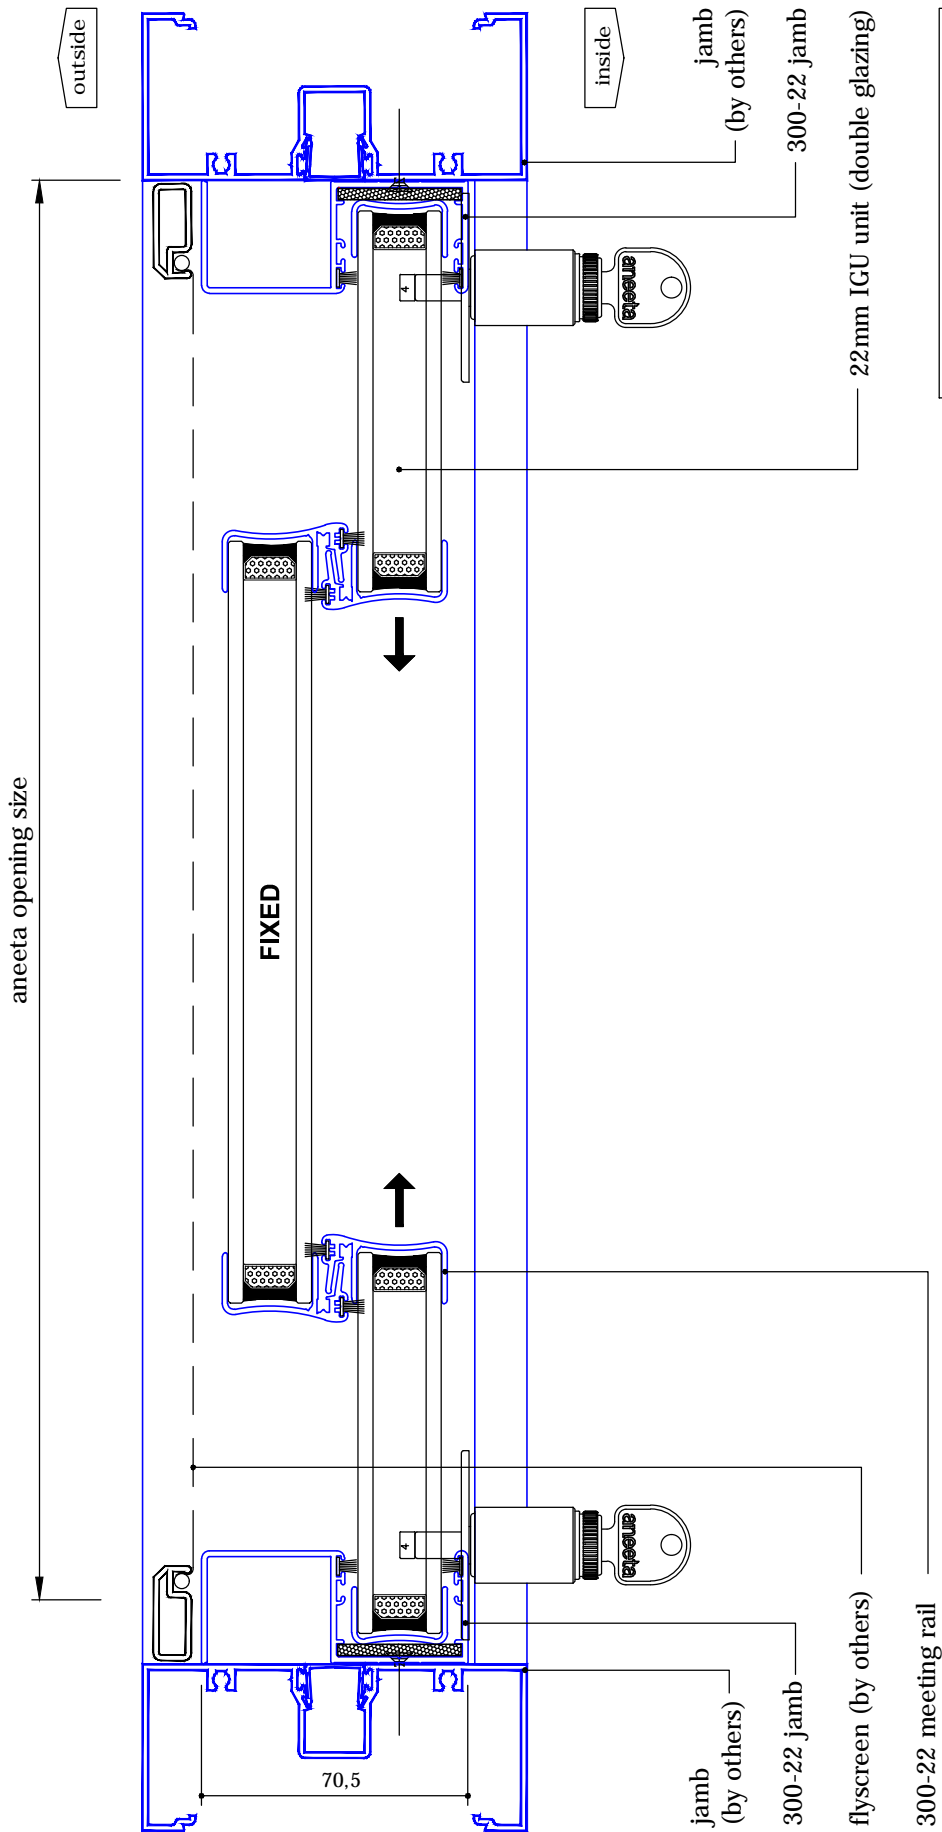 outside
inside
aneeta opening size
jamb
(by others)
300-22 jamb
22mm IGU unit (double glazing)
4
aneeta
FIXED
4
aneeta
jamb
(by others)
300-22 jamb
flyscreen (by others)
300-22 meeting rail
70,5